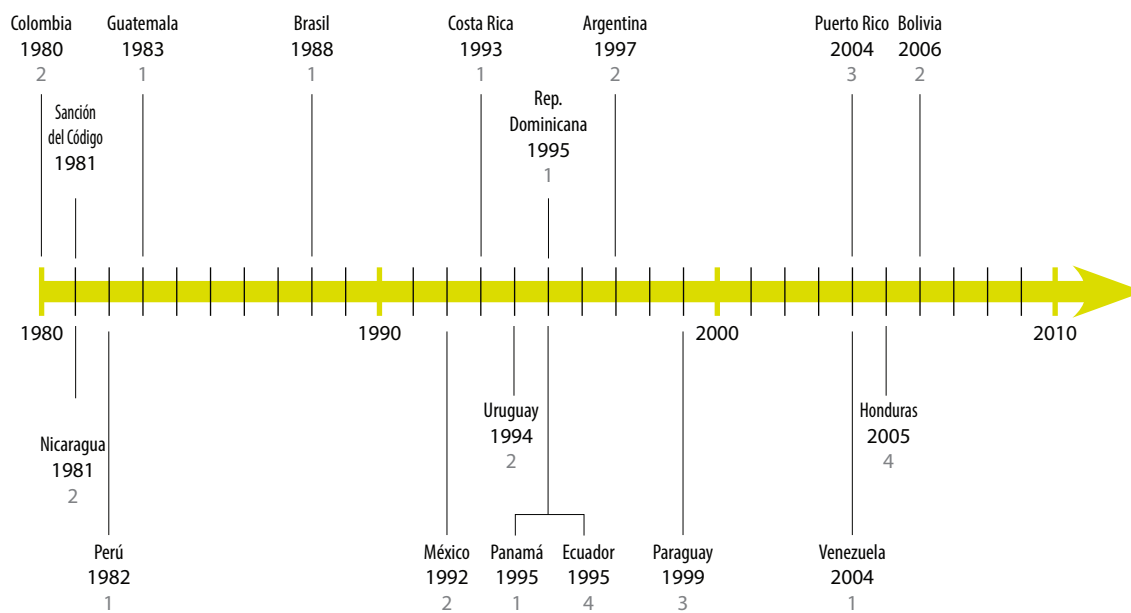 Colombia
1980
2
Guatemala
1983
1
Brasil
1988
1
Costa Rica
1993
1
Argentina
1997
2
Puerto Rico
2004
3
Bolivia
2006
2
Sanción
del Código
1981
Rep.
Dominicana
1995
1
1980
1990
2000
2010
Nicaragua
1981
2
Uruguay
1994
2
Honduras
2005
4
Perú
1982
1
México
1992
2
Panamá
1995
1
Ecuador
1995
4
Paraguay
1999
3
Venezuela
2004
1